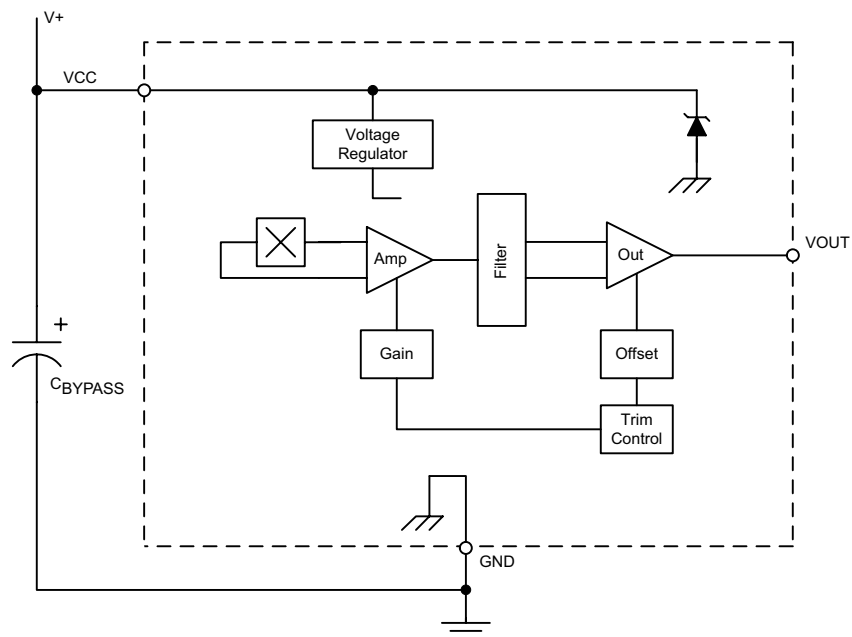 V+
VCC
Voltage
Regulator
VOUT
Amp
Filter
Out
+
Gain
Offset
CBYPASS
Trim
Control
GND